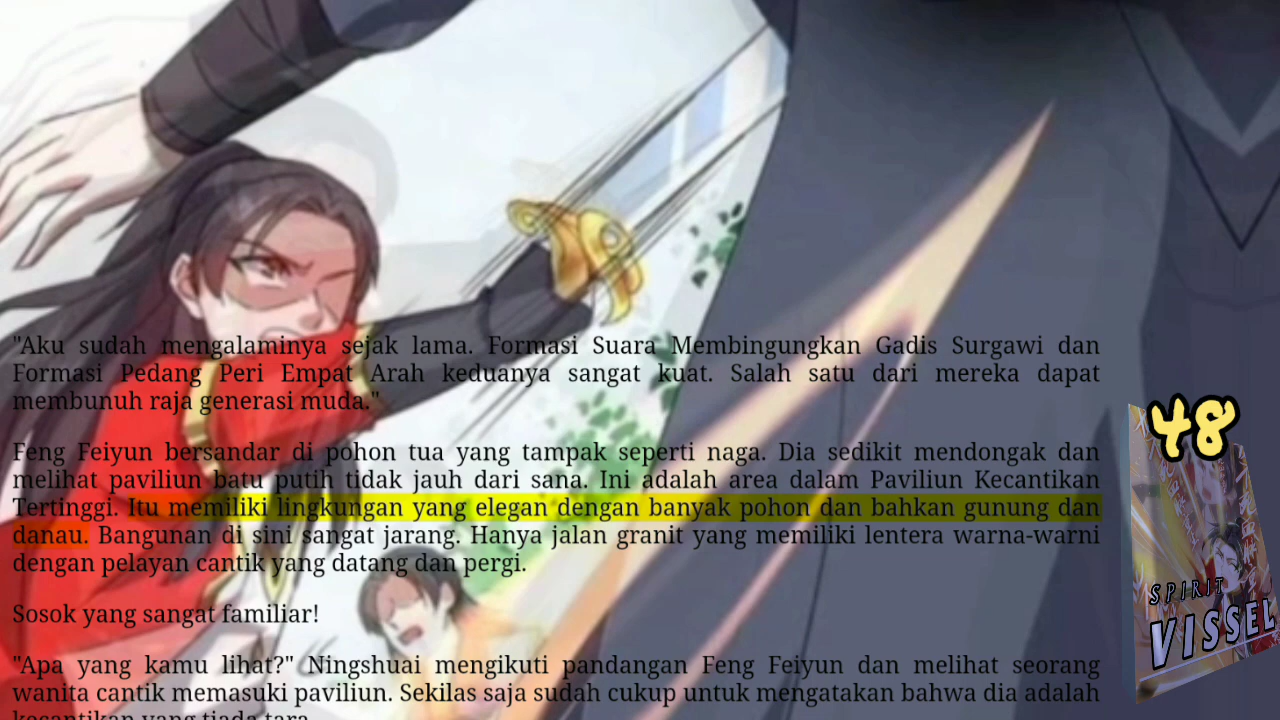 "Aku sudah mengalaminya sejak lama. Formasi Suara Membingungkan Gadis Surgawi dan
Formasi Pedang Peri Empat Arah keduanya sangat kuat. Salah satu dari mereka dapat
membunuh raja generasi muda."
Feng Feiyun bersandar di pohon tua yang tampak seperti naga. Dia sedikit mendongak dan
melihat paviliun batu putih tidak jauh dari sana. Ini adalah area dalam Paviliun Kecantikan
Tertinggi. Itu memiliki lingkungan yang elegan dengan banyak pohon dan bahkan gunung dan
danau. Bangunan di sini sangat jarang. Hanya jalan granit yang memiliki lentera warna-warni
dengan pelayan cantik yang datang dan pergi.
Sosok yang sangat familiar!
"Apa yang kamu lihat?" Ningshuai mengikuti pandangan Feng Feiyun dan melihat seorang
wanita cantik memasuki paviliun. Sekilas saja sudah cukup untuk mengatakan bahwa dia adalah
kecantikan yang tiada tara.
48
SPIRIT
VISSEL